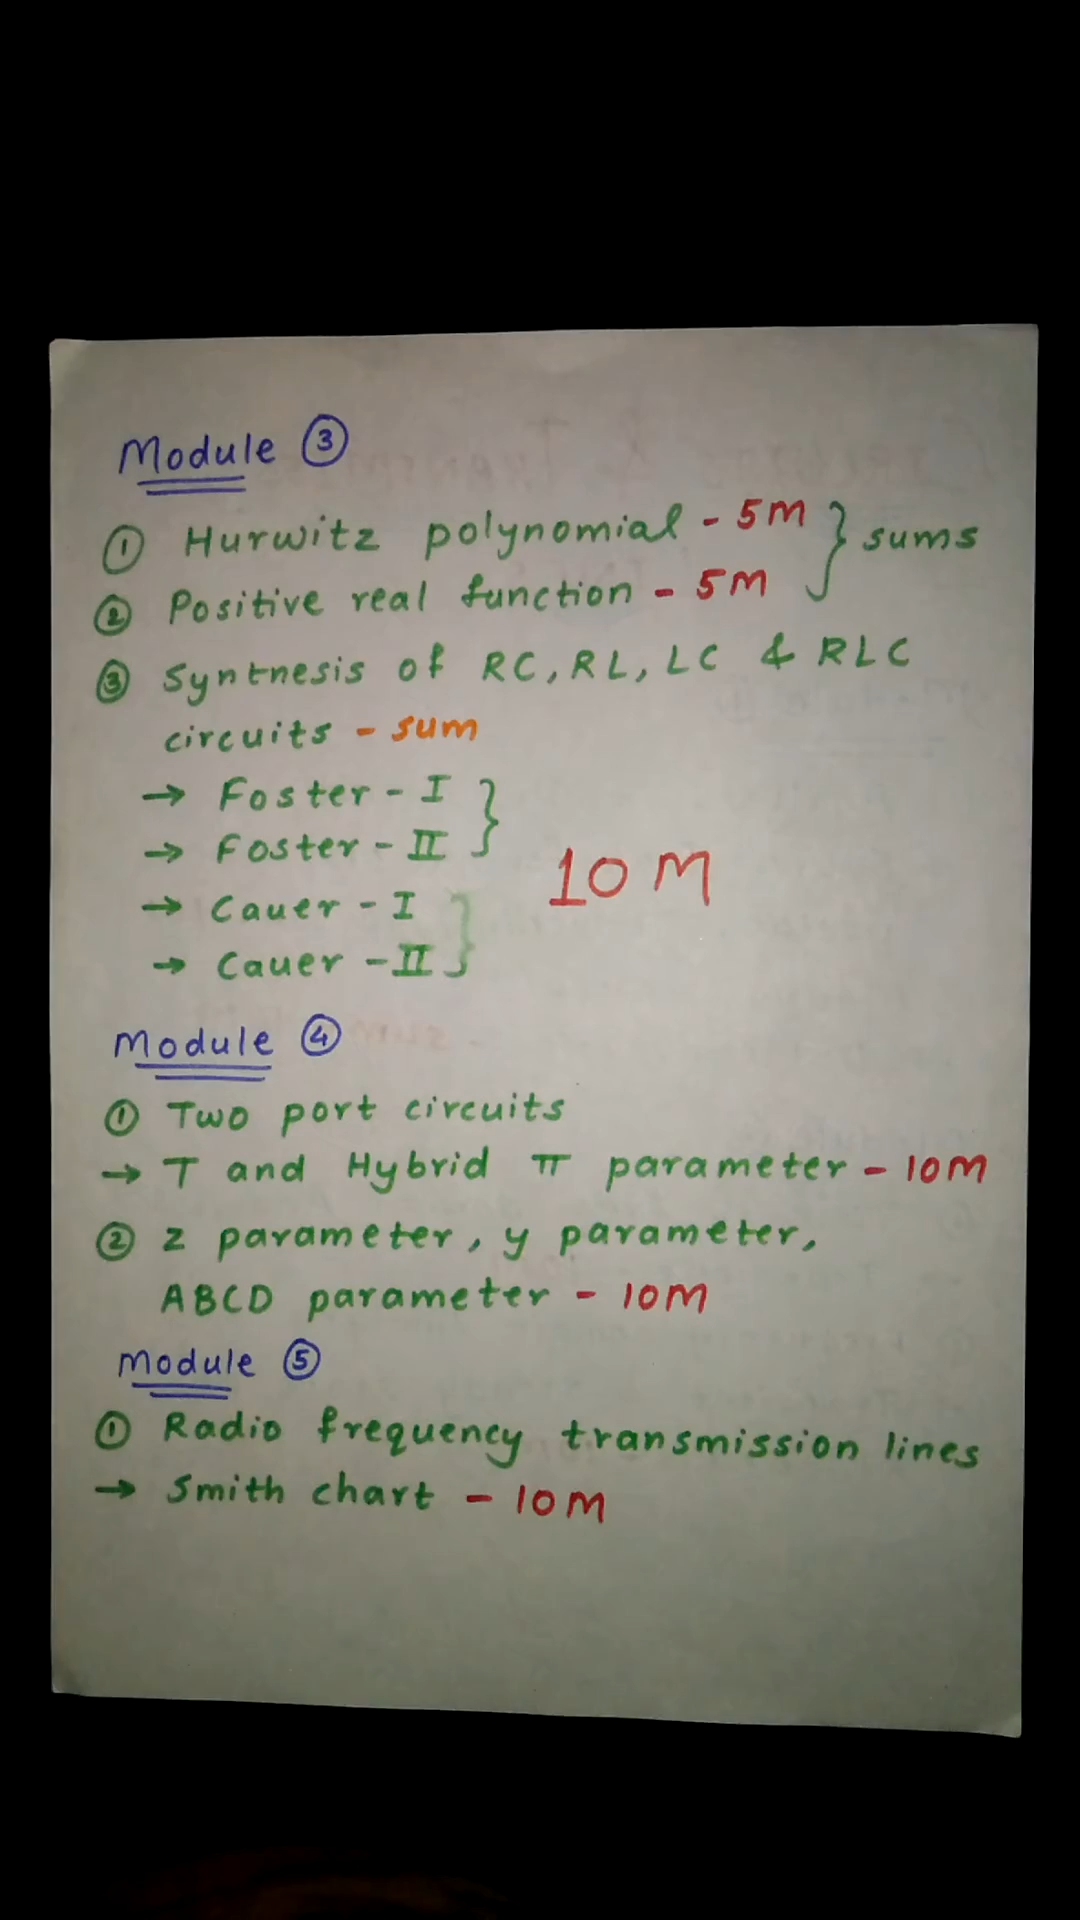 Module ③
① Hurwitz polynomial - 5M } sums
② Positive real function - 5M
③ Syntnesis of RC, RL, LC & RLC
circuits - sum
→ Foster - I
→ Foster - II
10 M
→ Cauer - I
→ Cauer - II
Module ④
① Two port circuits
→ T and Hybrid π parameter - 10M
② z parameter, y parameter,
ABCD parameter - 10M
Module ⑤
① Radio frequency transmission lines
→ Smith chart - 10M